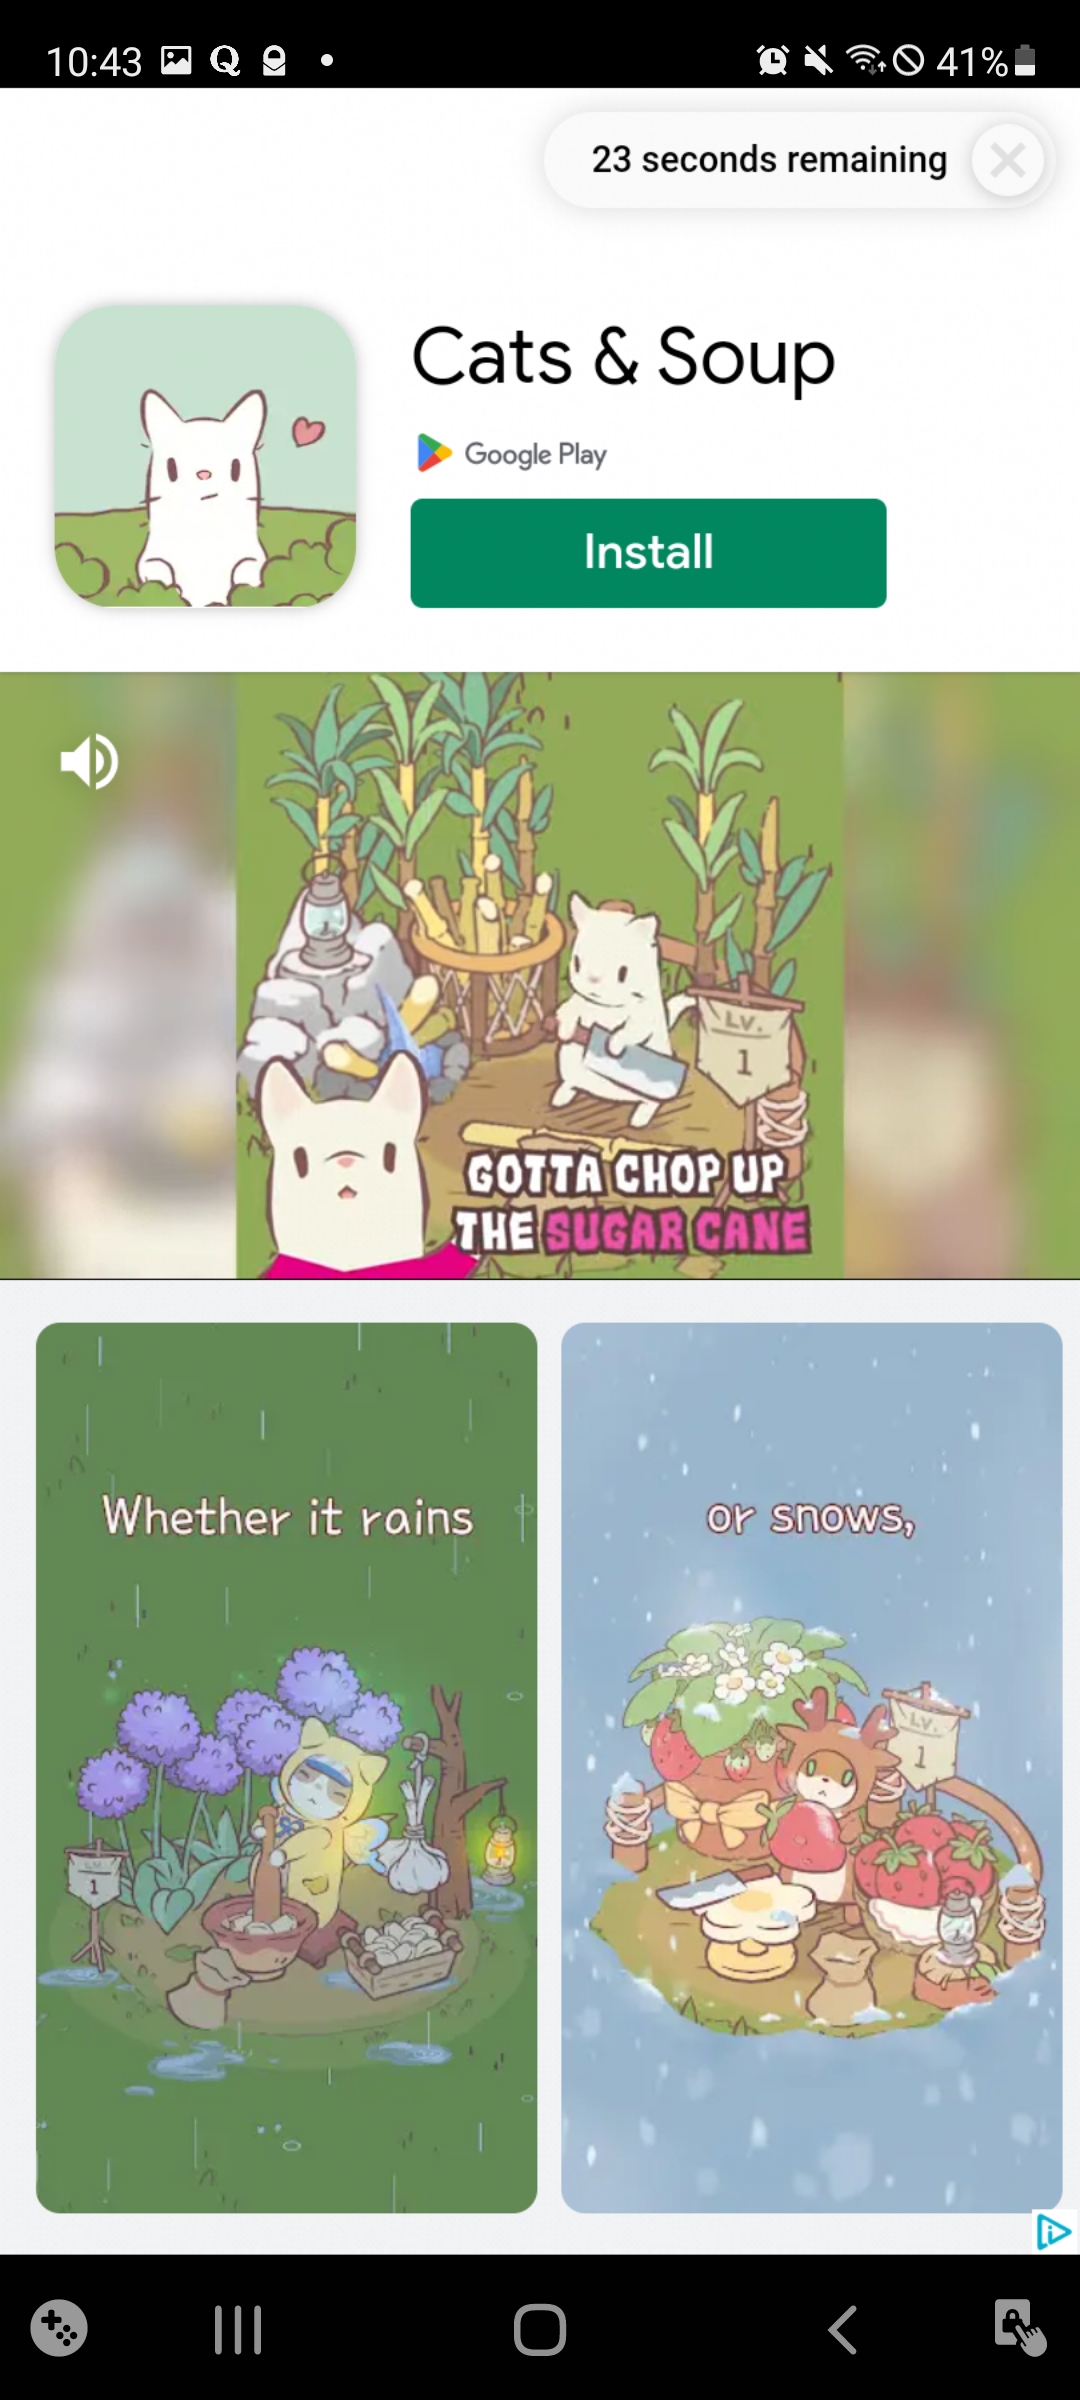 10:43
41%
23 seconds remaining
Cats & Soup
Google Play
Install
LV.
1
GOTTA CHOP UP
THE SUGAR CANE
Whether it rains
or snows,
LV.
1
LV.
1